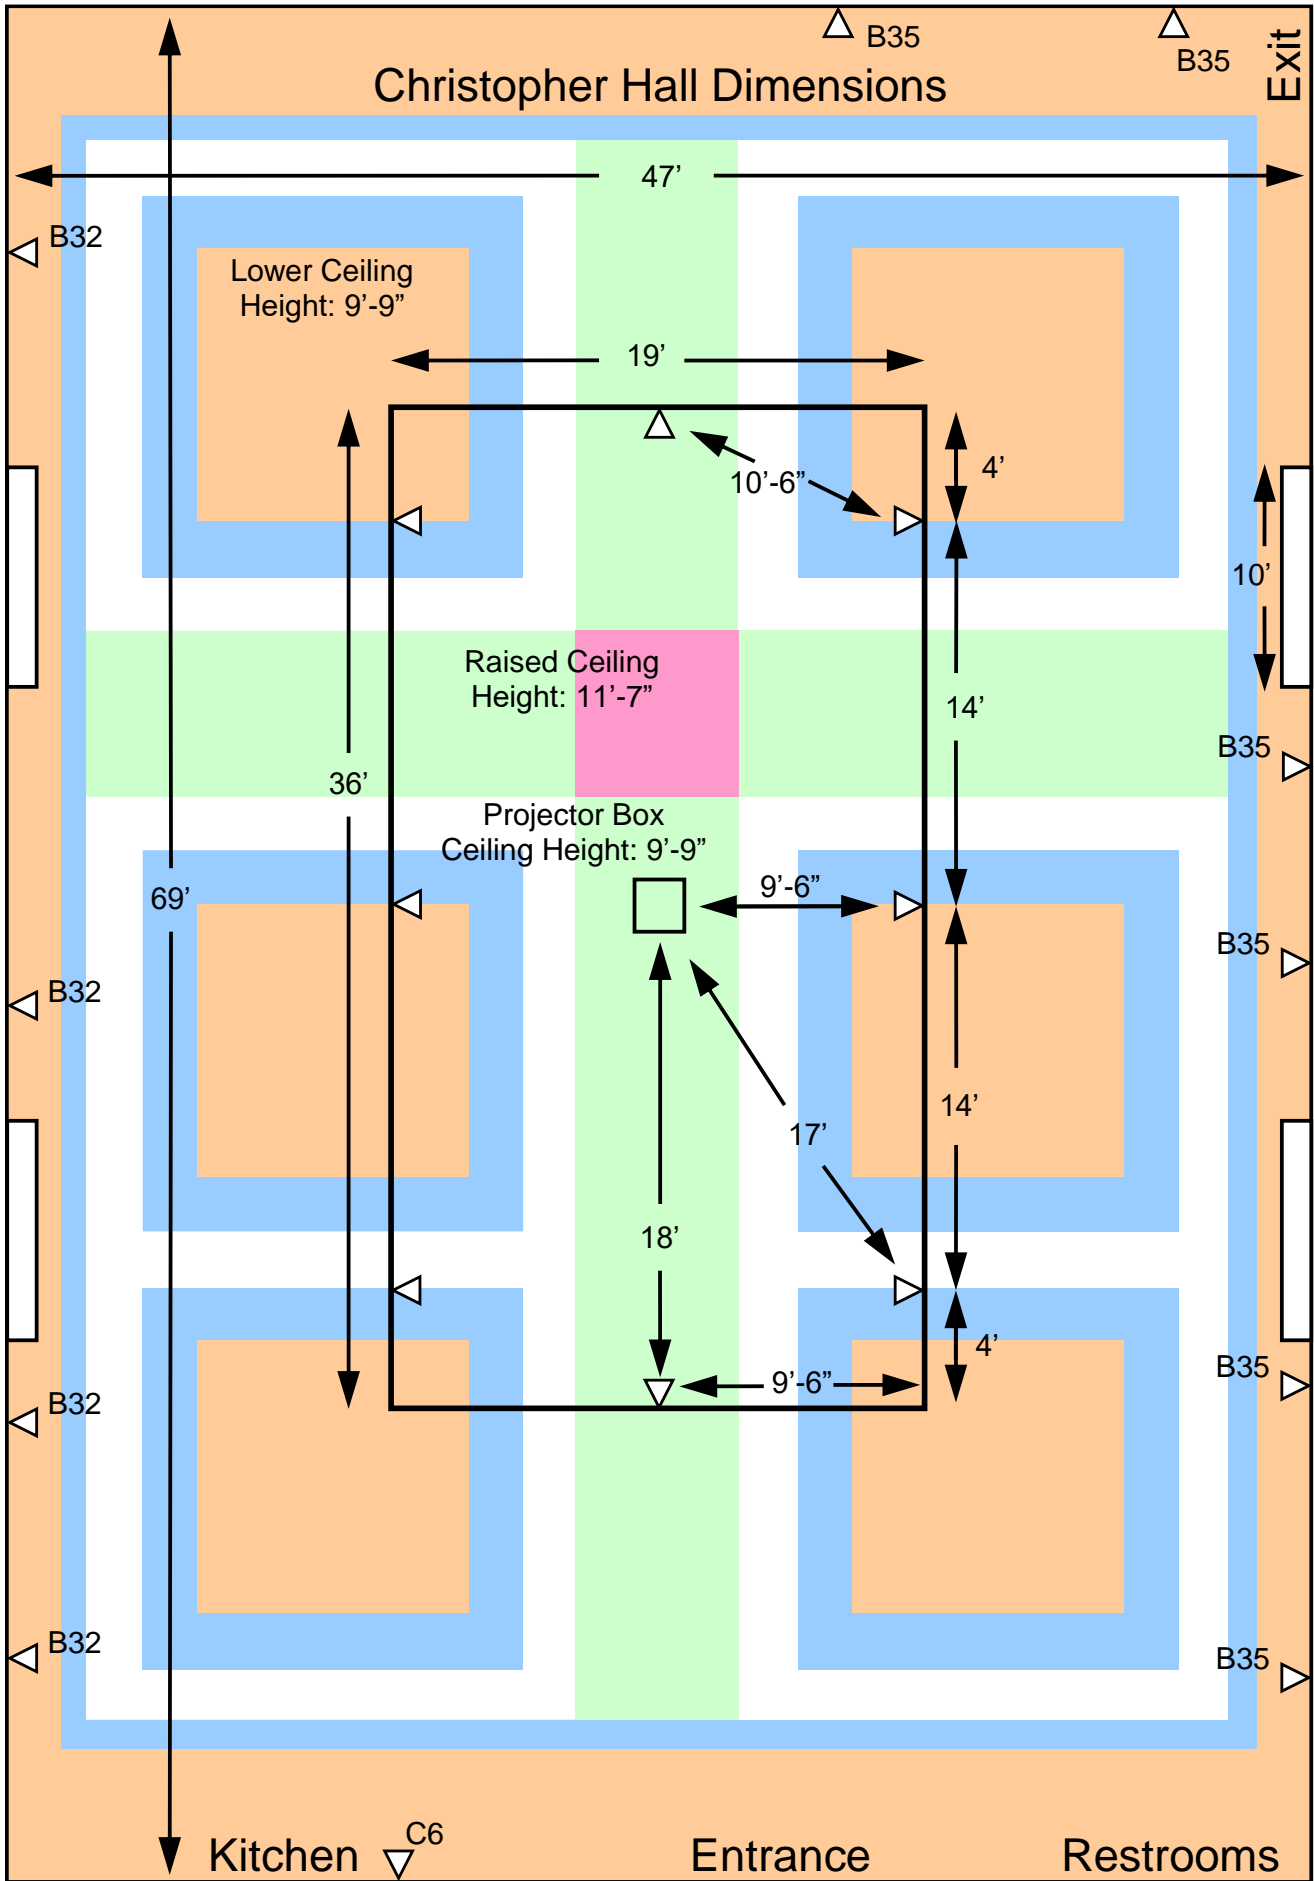 B35
B35
Exit
Christopher Hall Dimensions
47’
B32
Lower Ceiling
Height: 9’-9”
19’
4’
10’-6”
10’
Raised Ceiling
Height: 11’-7”
14’
B35
36’
Projector Box
Ceiling Height: 9’-9”
69’
9’-6”
B35
B32
14’
17’
18’
4’
B35
9’-6”
B32
B32
B35
C6
Kitchen
Entrance
Restrooms